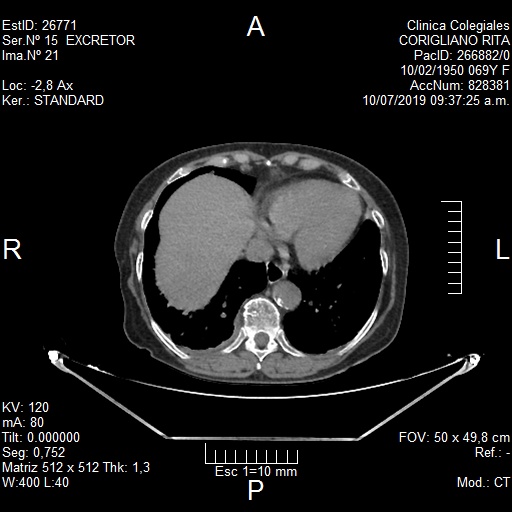 EstID: 26771
Ser.Nº 15 EXCRETOR
Ima.Nº 21
Loc: -2,8 Ax
Ker.: STANDARD
A
Clinica Colegiales
CORIGLIANO RITA
PacID: 266882/0
10/02/1950 069Y F
AccNum: 828381
10/07/2019 09:37:25 a.m.
R
L
KV: 120
mA: 80
Tilt: 0.000000
Seg: 0,752
Matriz 512 x 512 Thk: 1,3
W:400 L:40
Esc 1=10 mm
P
FOV: 50 x 49,8 cm
Ref.: -
Mod.: CT